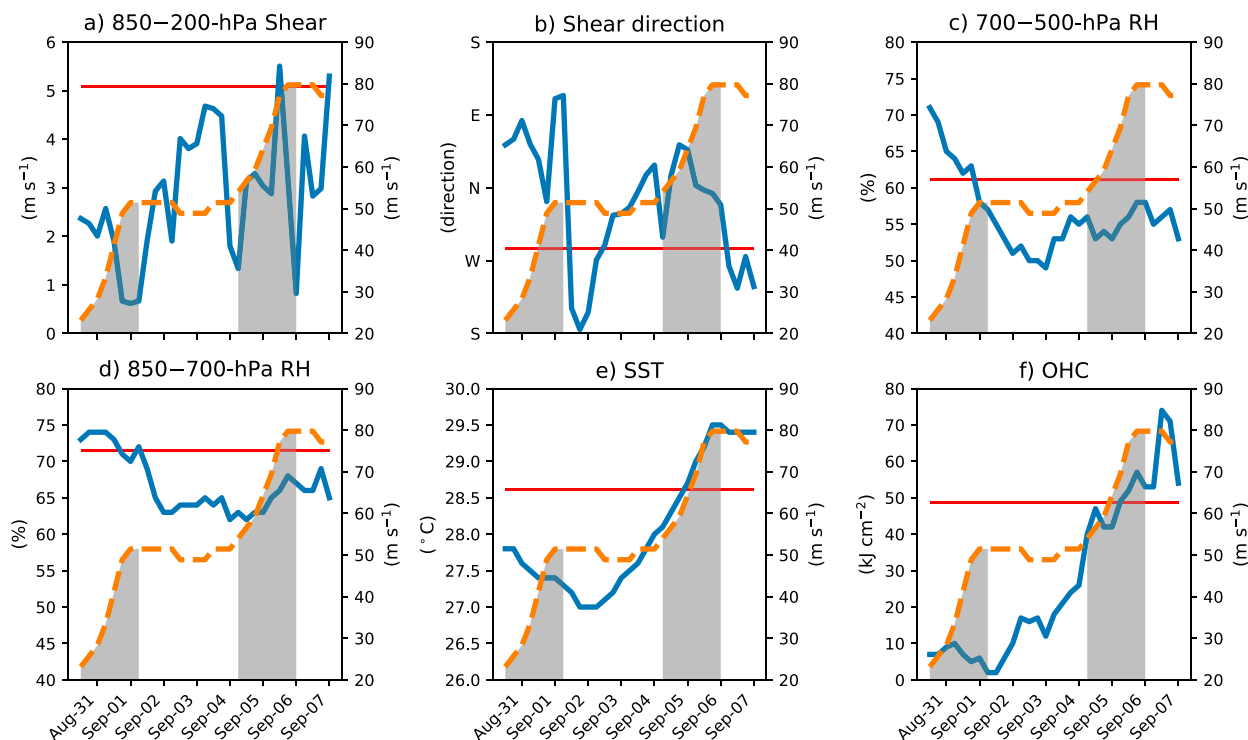 a) 850−200-hPa Shear
b) Shear direction
c) 700−500-hPa RH
6
5
4
3
2
1
0
(m s−1)
90
80
70
60
50
40
30
20
(m s−1)
S
E
N
W
S
(direction)
90
80
70
60
50
40
30
20
(m s−1)
80
75
70
65
60
55
50
45
40
(%)
90
80
70
60
50
40
30
20
(m s−1)
d) 850−700-hPa RH
e) SST
f) OHC
80
75
70
65
60
55
50
45
40
(%)
90
80
70
60
50
40
30
20
(m s−1)
Aug-31
Sep-01
Sep-02
Sep-03
Sep-04
Sep-05
Sep-06
Sep-07
30.0
29.5
29.0
28.5
28.0
27.5
27.0
26.5
26.0
(°C)
90
80
70
60
50
40
30
20
(m s−1)
Aug-31
Sep-01
Sep-02
Sep-03
Sep-04
Sep-05
Sep-06
Sep-07
80
70
60
50
40
30
20
10
0
(kJ cm−2)
90
80
70
60
50
40
30
20
(m s−1)
Aug-31
Sep-01
Sep-02
Sep-03
Sep-04
Sep-05
Sep-06
Sep-07